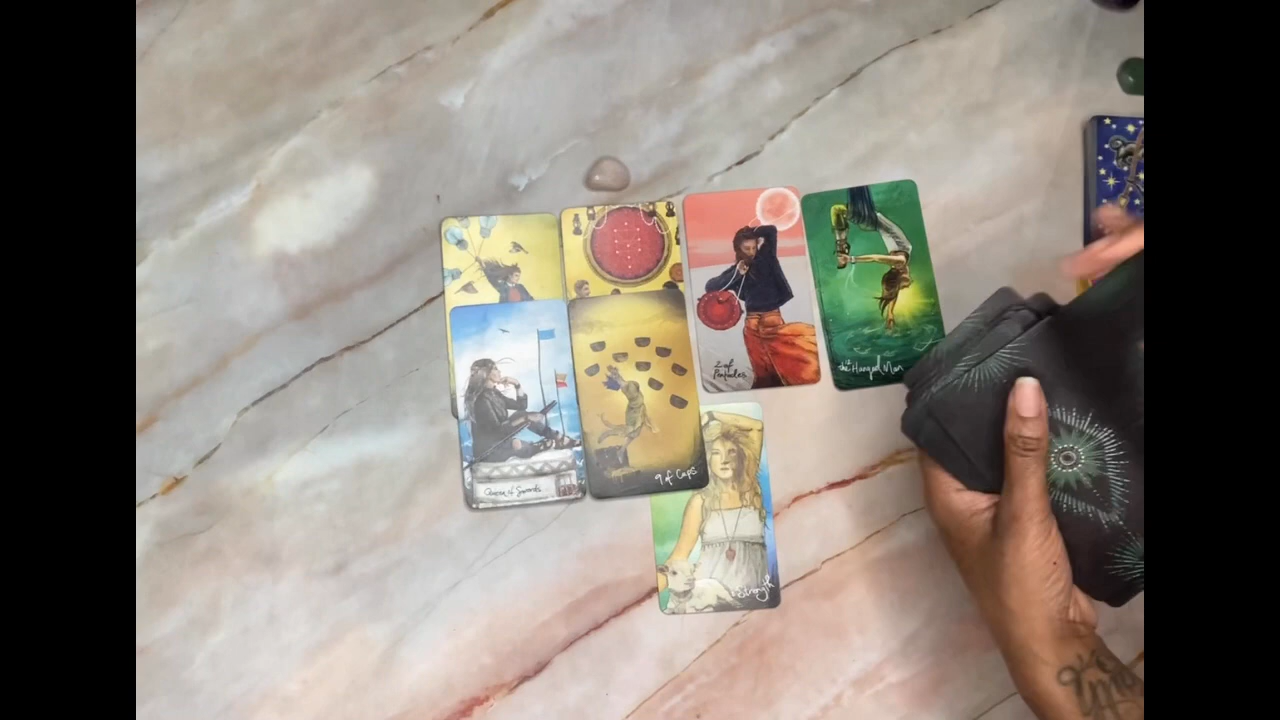 2 of
Pentacles
The Hanged Man
Queen of Swords
9 of Cups
Strength